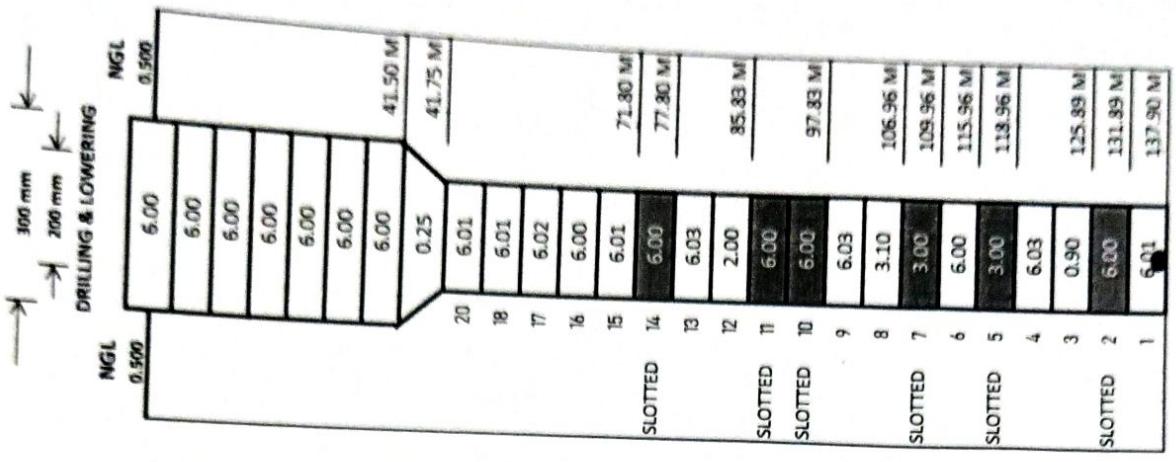 300 mm
200 mm
DRILLING & LOWERING
NGL NGL
0.500 0.500
6.00
6.00
6.00
6.00
6.00
6.00
6.00
41.50 M
0.25
41.75 M
20 6.01
18 6.01
17 6.02
16 6.00
15 6.01
71.80 M
SLOTTED 14 6.00
77.80 M
13 6.03
12 2.00
85.83 M
SLOTTED 11 6.00
SLOTTED 10 6.00
97.83 M
9 6.03
8 3.10
106.96 M
SLOTTED 7 3.00
109.96 M
6 6.00
115.96 M
SLOTTED 5 3.00
118.96 M
4 6.03
3 0.90
125.89 M
SLOTTED 2 6.00
131.89 M
1 6.01
137.90 M